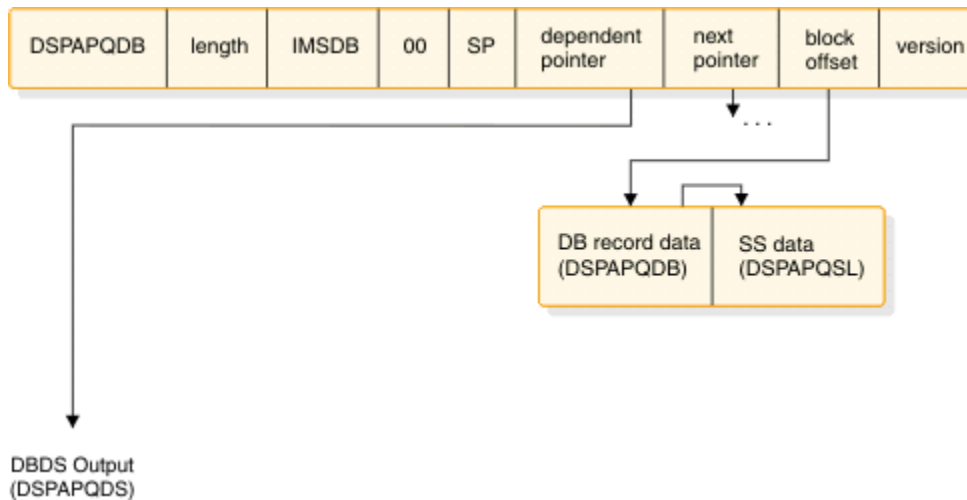 DSPAPQDB length IMSDB 00 SP dependent pointer next pointer block offset version
...
DB record data
(DSPAPQDB)
SS data
(DSPAPQSL)
DBDS Output
(DSPAPQDS)